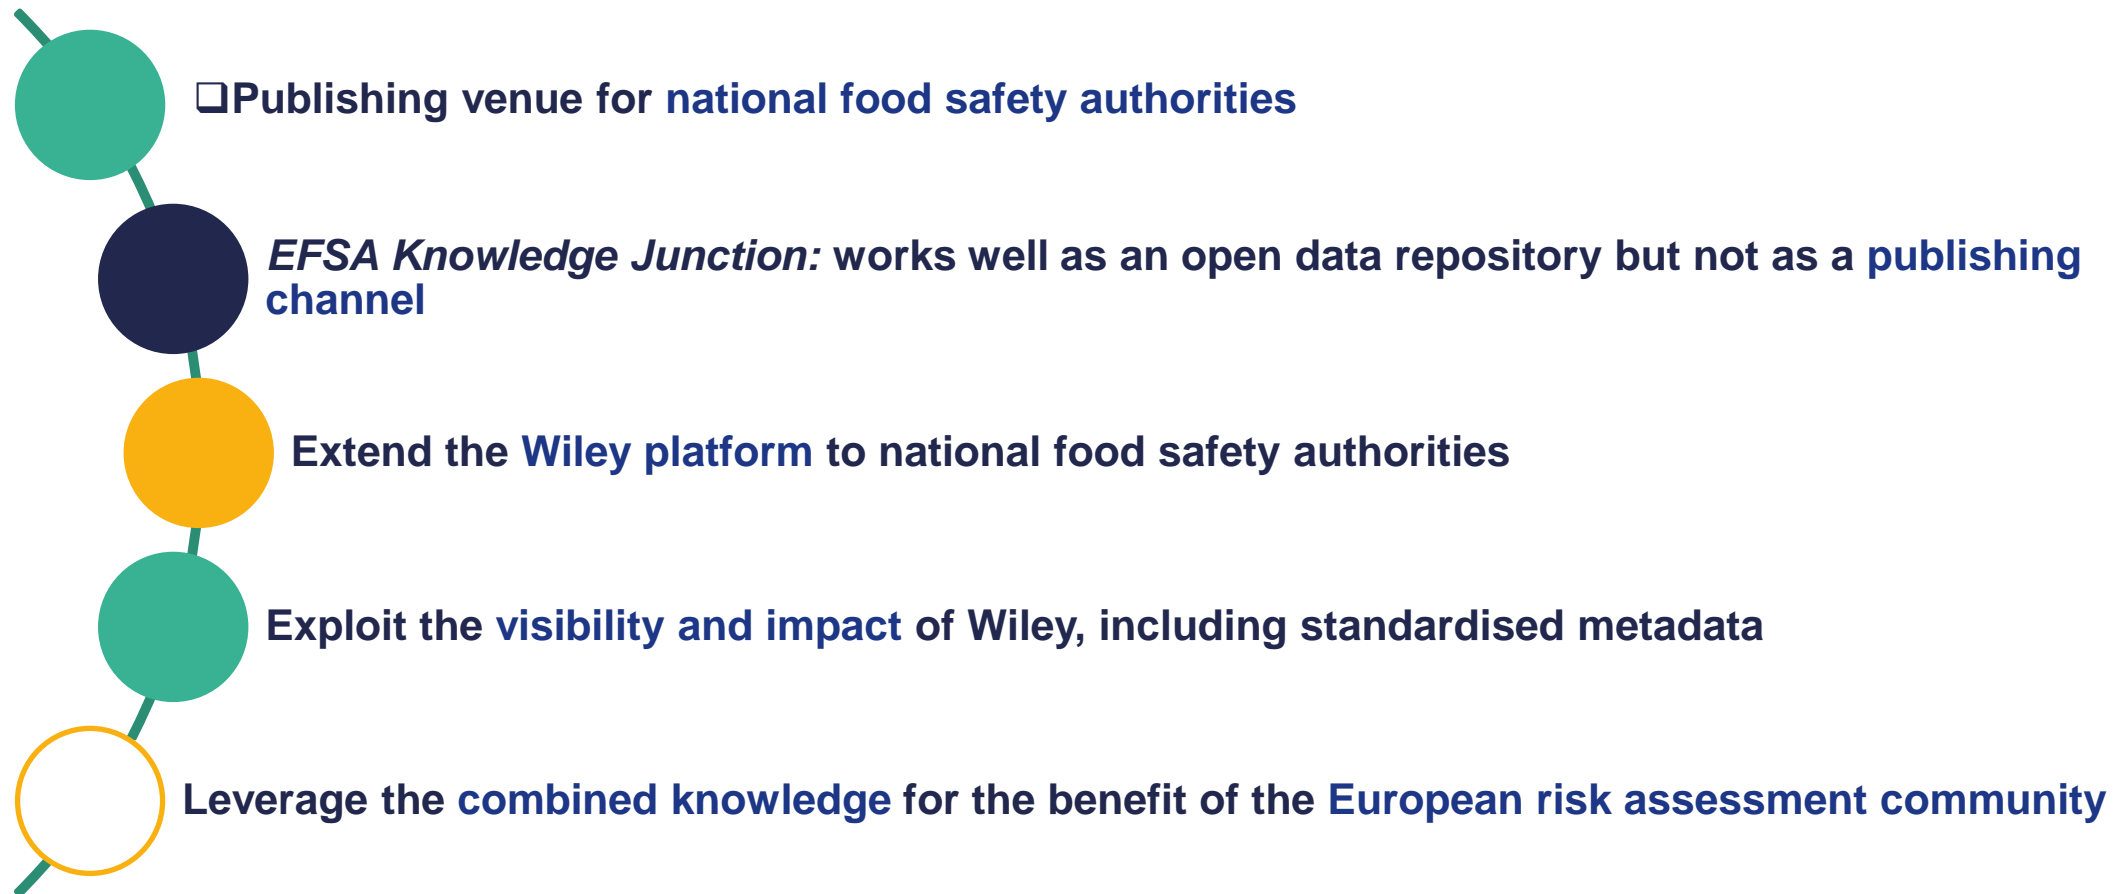 ❑Publishing venue for national food safety authorities
EFSA Knowledge Junction: works well as an open data repository but not as a publishing
channel
Extend the Wiley platform to national food safety authorities
Exploit the visibility and impact of Wiley, including standardised metadata
Leverage the combined knowledge for the benefit of the European risk assessment community